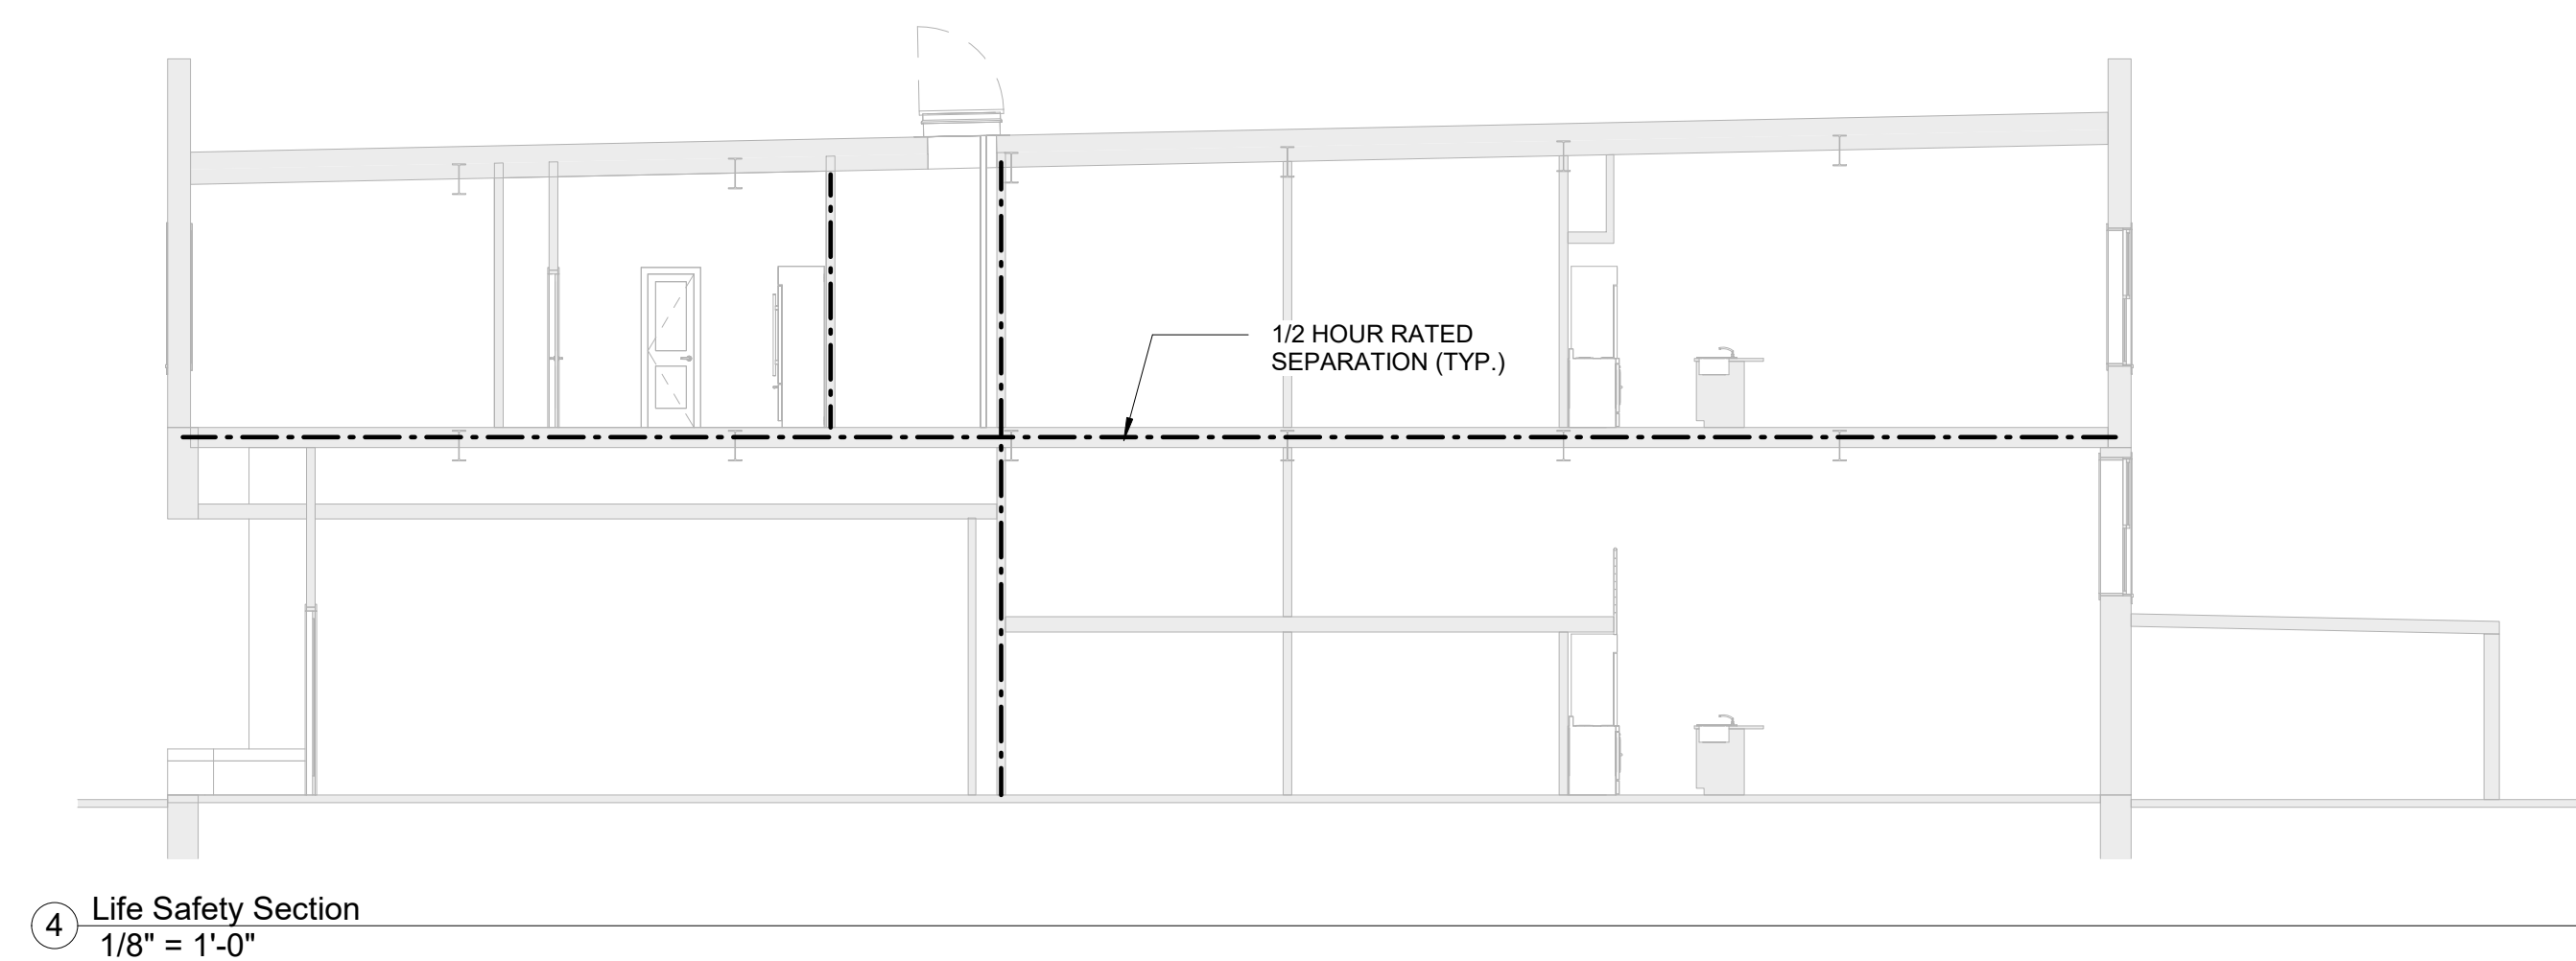 1/2 HOUR RATED
SEPARATION (TYP.)
4
Life Safety Section
1/8" = 1'-0"